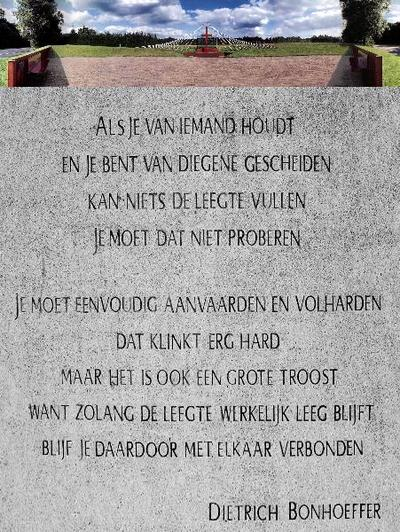 ALS JE VAN IEMAND HOUDT
EN JE BENT VAN DIEGENE GESCHEIDEN
KAN NIETS DE LEEGTE VULLEN
JE MOET DAT NIET PROBEREN
JE MOET EENVOUDIG AANVAARDEN EN VOLHARDEN
DAT KLINKT ERG HARD
MAAR HET IS OOK EEN GROTE TROOST
WANT ZOLANG DE LEEGTE WERKELIJK LEEG BLIJFT
BLIJF JE DAARDOOR MET ELKAAR VERBONDEN
DIETRICH BONHOEFFER